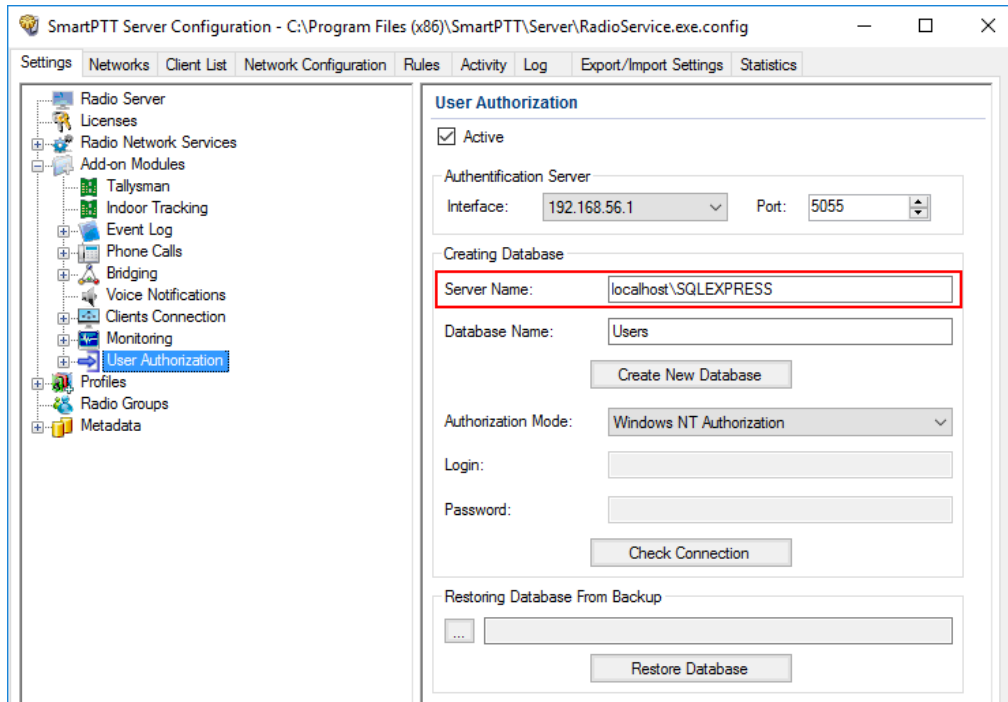 SmartPTT Server Configuration - C:\Program Files (x86)\SmartPTT\Server\RadioService.exe.config
Settings Networks Client List Network Configuration Rules Activity Log Export/Import Settings Statistics
Radio Server
Licenses
Radio Network Services
Add-on Modules
Tallysman
Indoor Tracking
Event Log
Phone Calls
Bridging
Voice Notifications
Clients Connection
Monitoring
User Authorization
Profiles
Radio Groups
Metadata
User Authorization
Active
Authentification Server
Interface: 192.168.56.1 Port: 5055
Creating Database
Server Name: localhost\SQLEXPRESS
Database Name: Users
Create New Database
Authorization Mode: Windows NT Authorization
Login:
Password:
Check Connection
Restoring Database From Backup
...
Restore Database